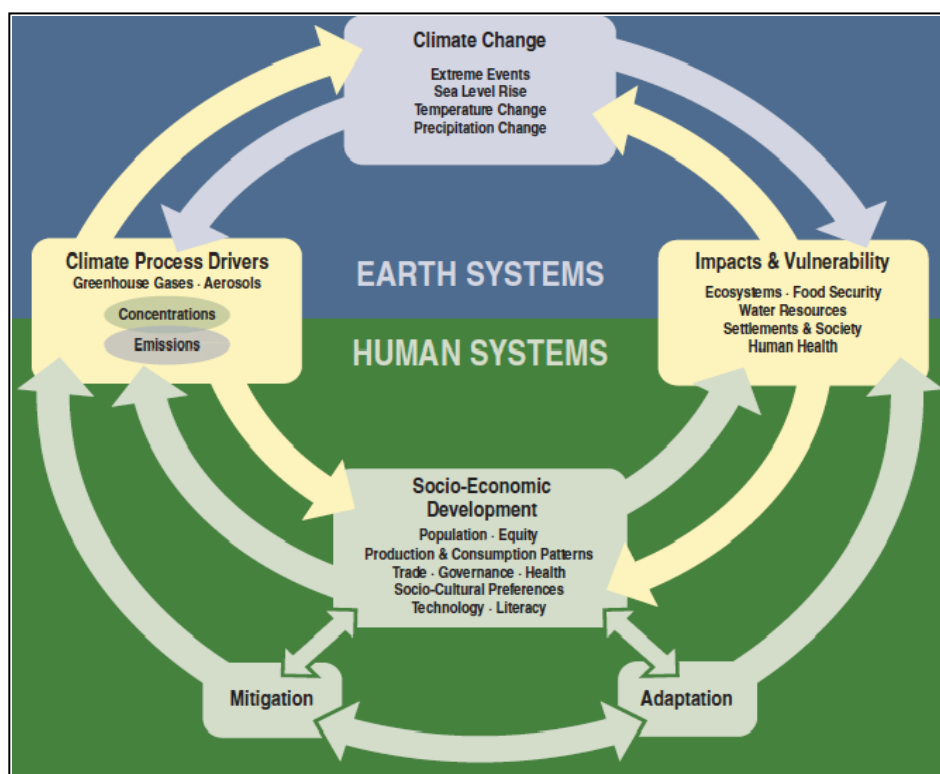 Climate Change
Extreme Events
Sea Level Rise
Temperature Change
Precipitation Change
Climate Process Drivers
Greenhouse Gases · Aerosols
Concentrations
Emissions
EARTH SYSTEMS
HUMAN SYSTEMS
Impacts & Vulnerability
Ecosystems · Food Security
Water Resources
Settlements & Society
Human Health
Socio-Economic
Development
Population · Equity
Production & Consumption Patterns
Trade · Governance · Health
Socio-Cultural Preferences
Technology · Literacy
Mitigation
Adaptation